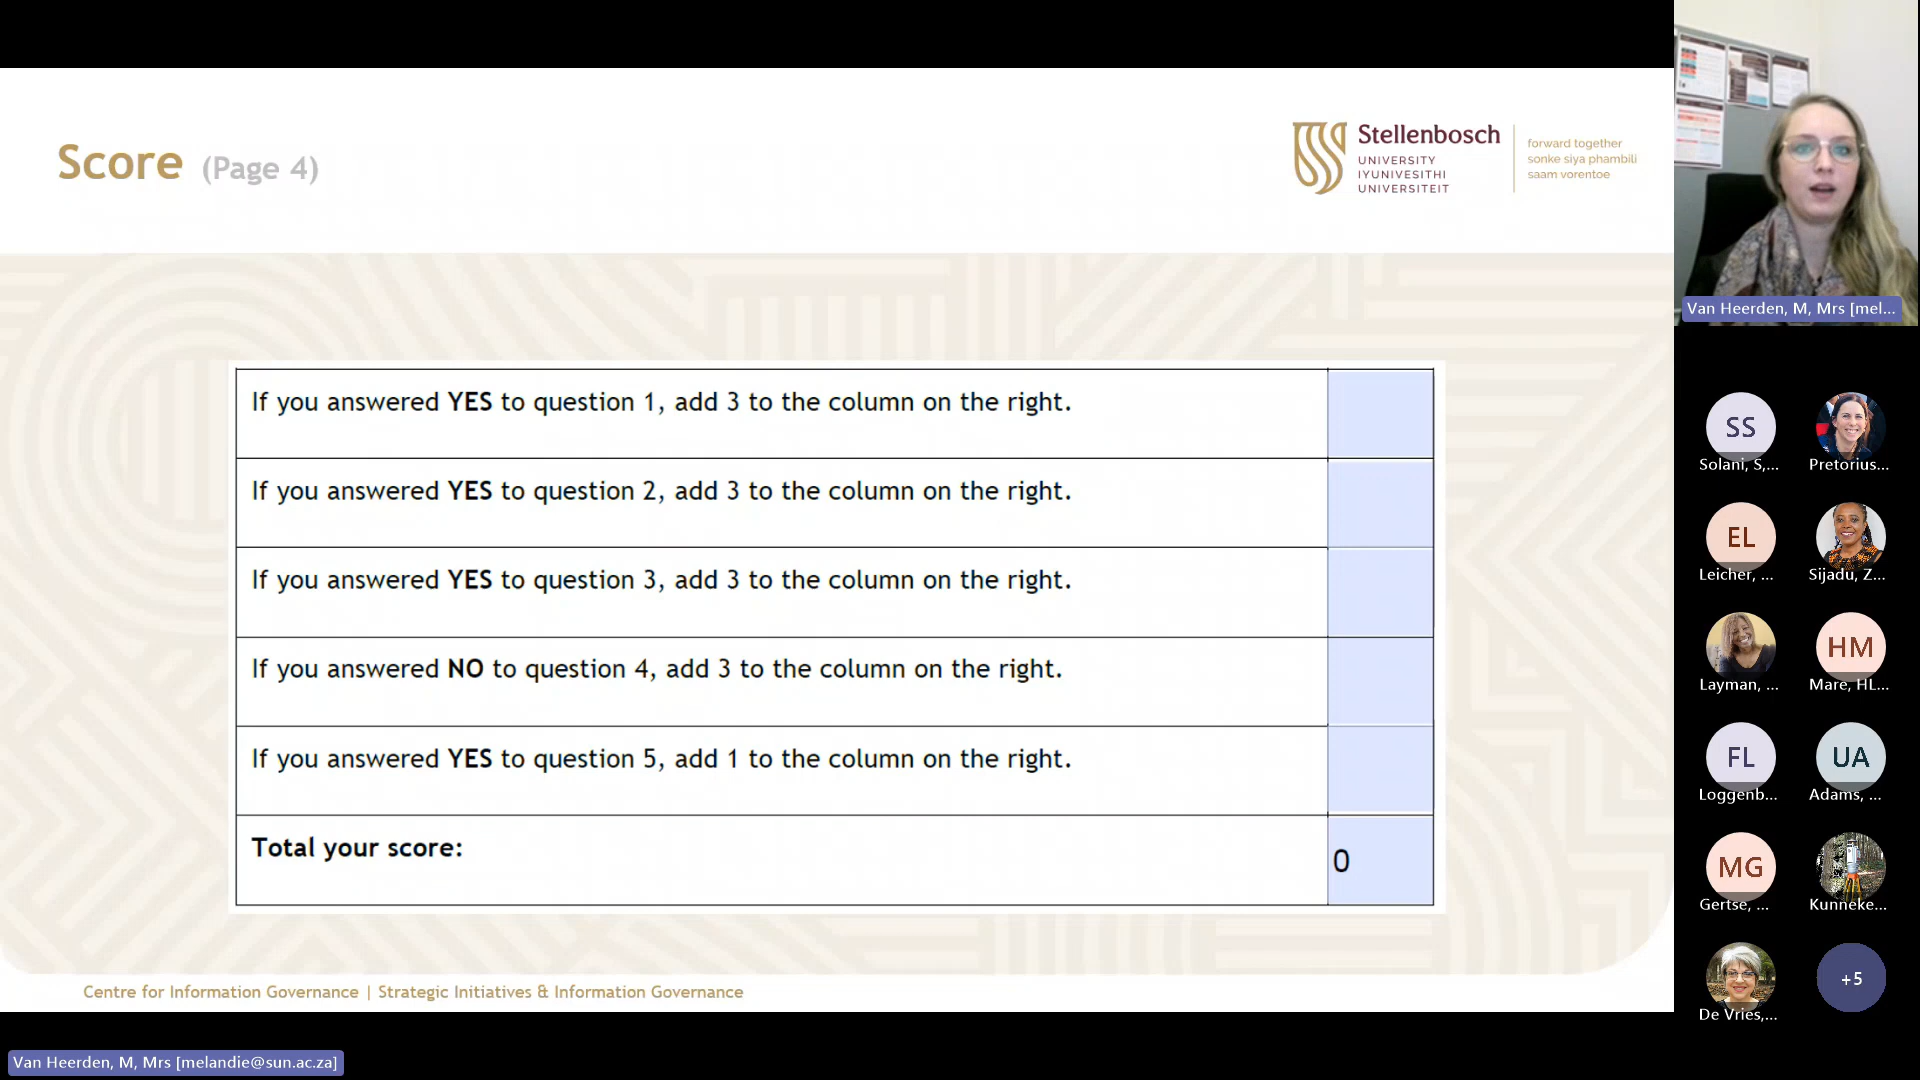 Score (Page 4)
Stellenbosch
UNIVERSITY
IYUNIVESITHI
UNIVERSITEIT
forward together
sonke siya phambili
saam vorentoe
If you answered YES to question 1, add 3 to the column on the right.
If you answered YES to question 2, add 3 to the column on the right.
If you answered YES to question 3, add 3 to the column on the right.
If you answered NO to question 4, add 3 to the column on the right.
If you answered YES to question 5, add 1 to the column on the right.
Total your score: 0
Centre for Information Governance | Strategic Initiatives & Information Governance
Van Heerden, M, Mrs [melandie@sun.ac.za]
Van Heerden, M, Mrs [mel...
SS
Solani, S,...
Pretorius...
EL
Leicher, ...
Sijadu, Z...
Layman, ...
HM
Mare, HL...
FL
Loggenb...
UA
Adams, ...
MG
Gertse, ...
Kunneke...
De Vries,...
+5